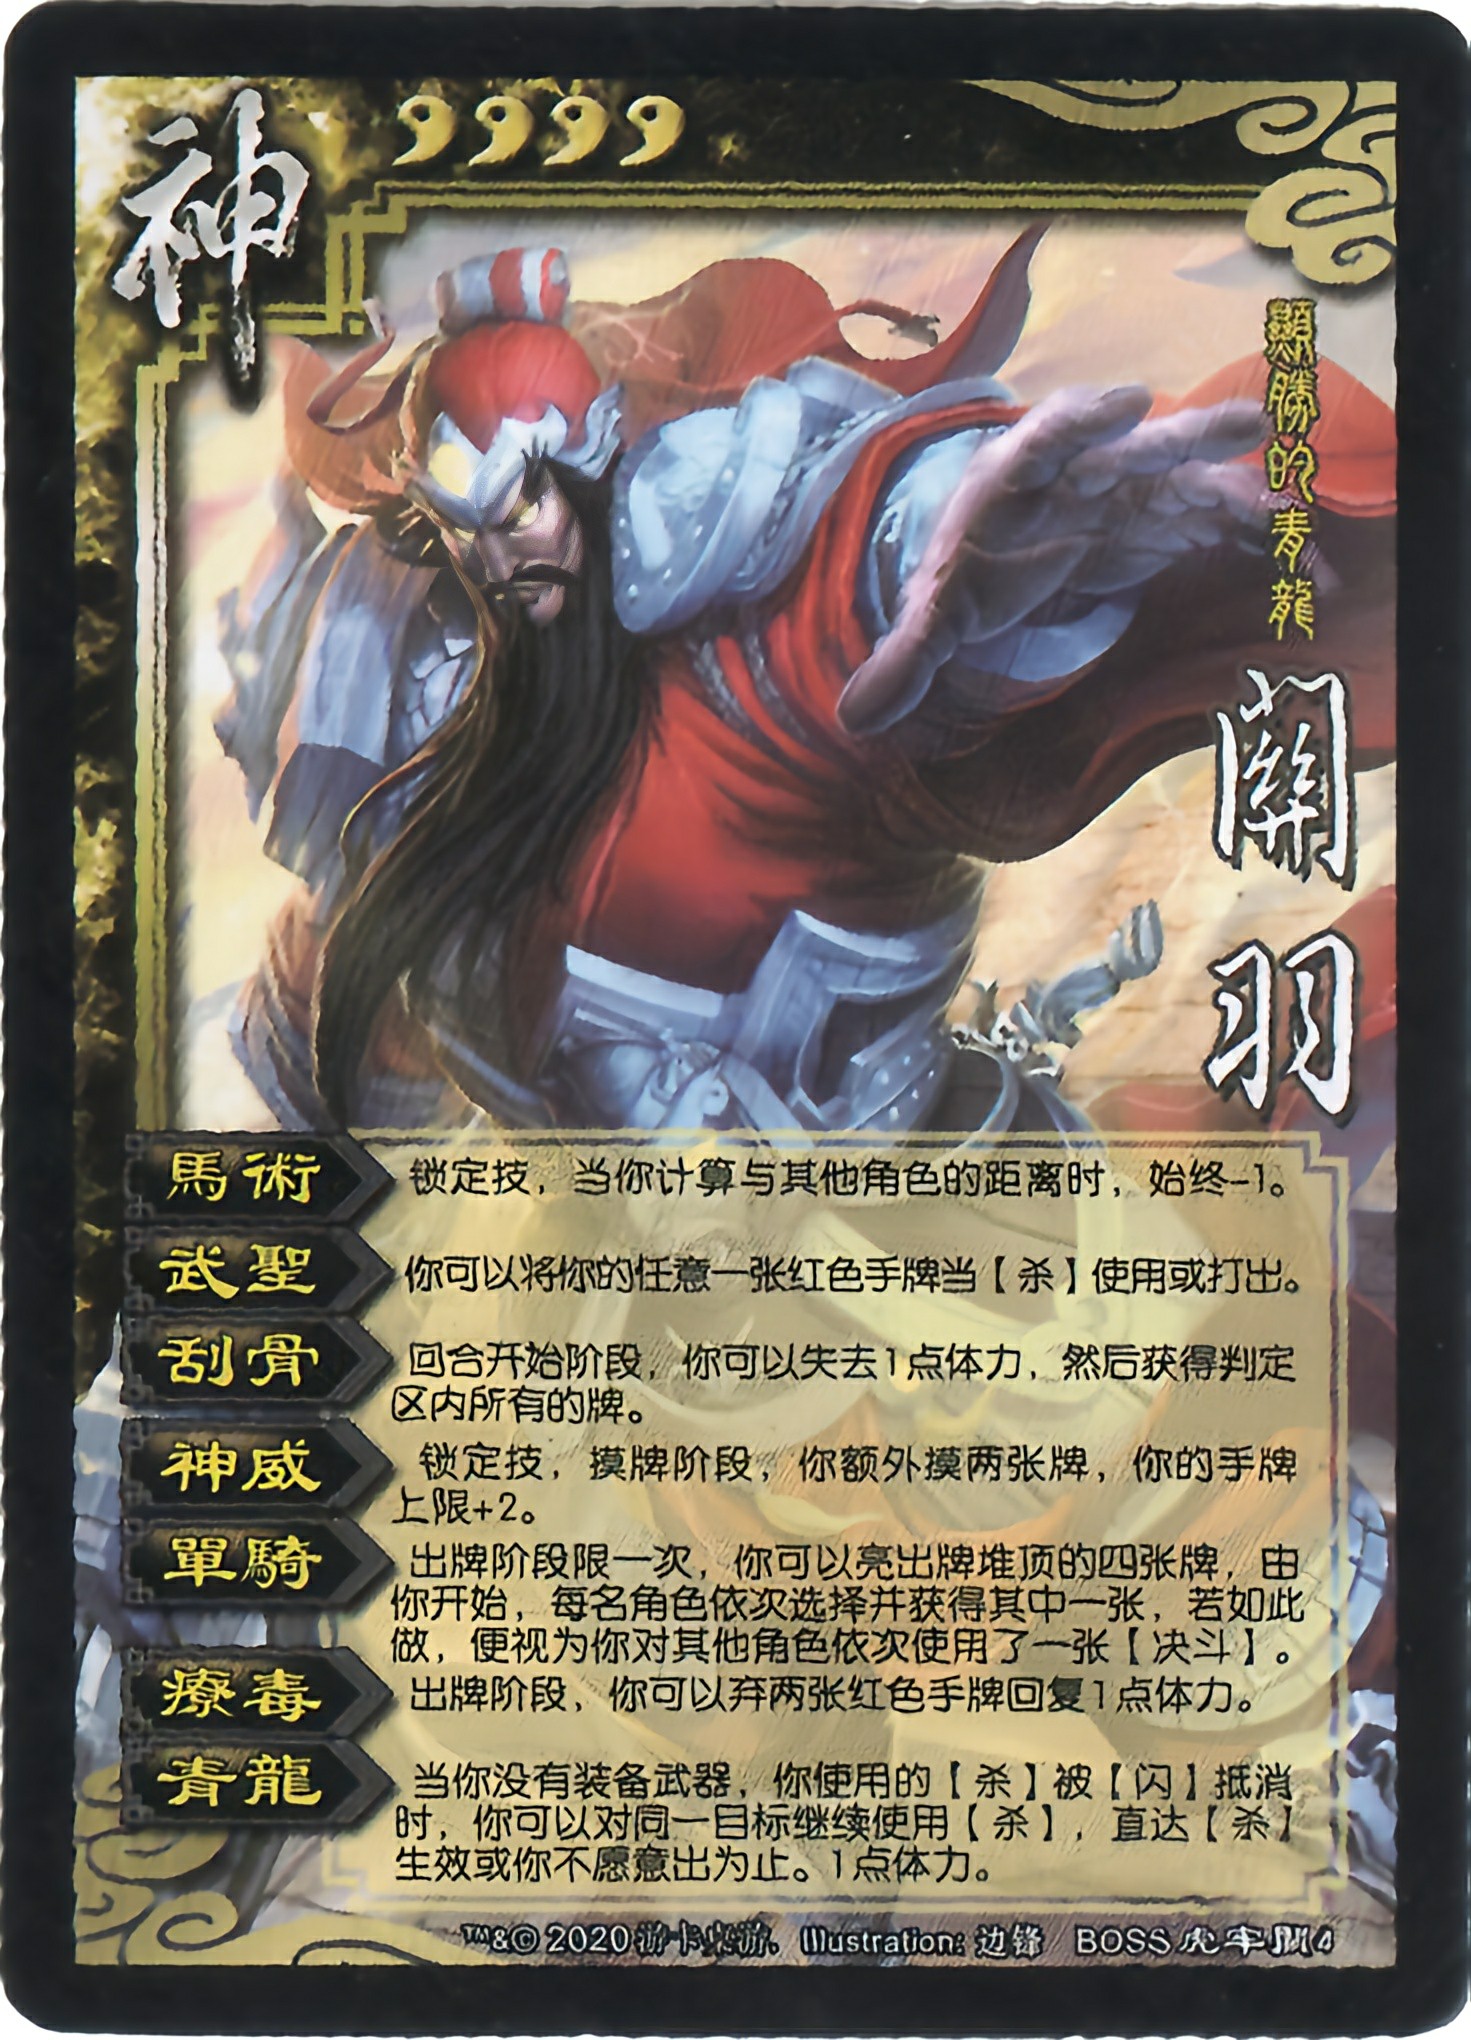 神
顯勝的青龍
關羽
馬術
锁定技，当你计算与其他角色的距离时，始终-1。
武聖
你可以将你的任意一张红色手牌当【杀】使用或打出。
刮骨
回合开始阶段，你可以失去1点体力，然后获得判定
区内所有的牌。
神威
锁定技，摸牌阶段，你额外摸两张牌，你的手牌
上限+2。
單騎
出牌阶段限一次，你可以亮出牌堆顶的四张牌，由
你开始，每名角色依次选择并获得其中一张，若如此
做，便视为你对其他角色依次使用了一张【决斗】。
療毒
出牌阶段，你可以弃两张红色手牌回复1点体力。
青龍
当你没有装备武器，你使用的【杀】被【闪】抵消
时，你可以对同一目标继续使用【杀】，直达【杀】
生效或你不愿意出为止。1点体力。
™&© 2020游卡桌游. Illustration: 边锋 BOSS 虎牢關4